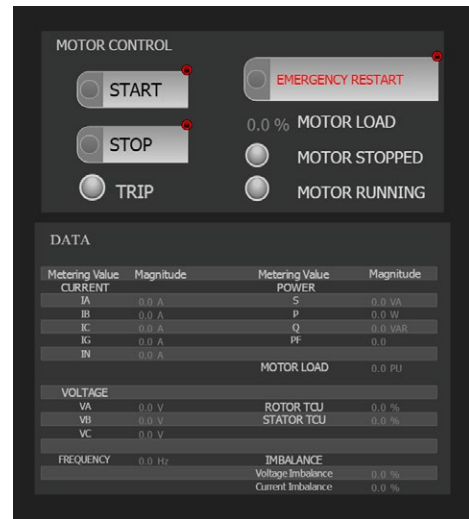 MOTOR CONTROL
START
EMERGENCY RESTART
0.0 % MOTOR LOAD
STOP
MOTOR STOPPED
TRIP
MOTOR RUNNING
DATA
Metering Value Magnitude Metering Value Magnitude
CURRENT POWER
IA 0.0 A S 0.0 VA
IB 0.0 A P 0.0 W
IC 0.0 A Q 0.0 VAR
IG 0.0 A PF 0.0
IN 0.0 A
MOTOR LOAD 0.0 PU
VOLTAGE
VA 0.0 V ROTOR TCU 0.0 %
VB 0.0 V STATOR TCU 0.0 %
VC 0.0 V
FREQUENCY 0.0 Hz IMBALANCE
Voltage Imbalance 0.0 %
Current Imbalance 0.0 %